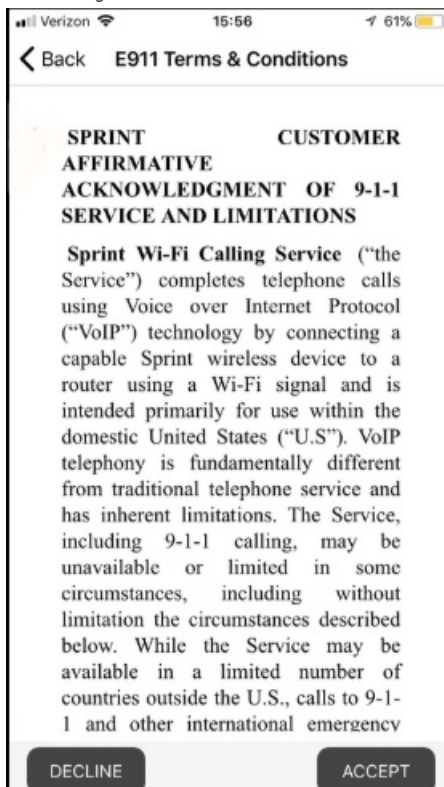 Verizon 15:56 61%
Back E911 Terms & Conditions
SPRINT CUSTOMER
AFFIRMATIVE
ACKNOWLEDGMENT OF 9-1-1
SERVICE AND LIMITATIONS
Sprint Wi-Fi Calling Service (“the
Service”) completes telephone calls
using Voice over Internet Protocol
(“VoIP”) technology by connecting a
capable Sprint wireless device to a
router using a Wi-Fi signal and is
intended primarily for use within the
domestic United States (“U.S”). VoIP
telephony is fundamentally different
from traditional telephone service and
has inherent limitations. The Service,
including 9-1-1 calling, may be
unavailable or limited in some
circumstances, including without
limitation the circumstances described
below. While the Service may be
available in a limited number of
countries outside the U.S., calls to 9-1-
1 and other international emergency
DECLINE ACCEPT